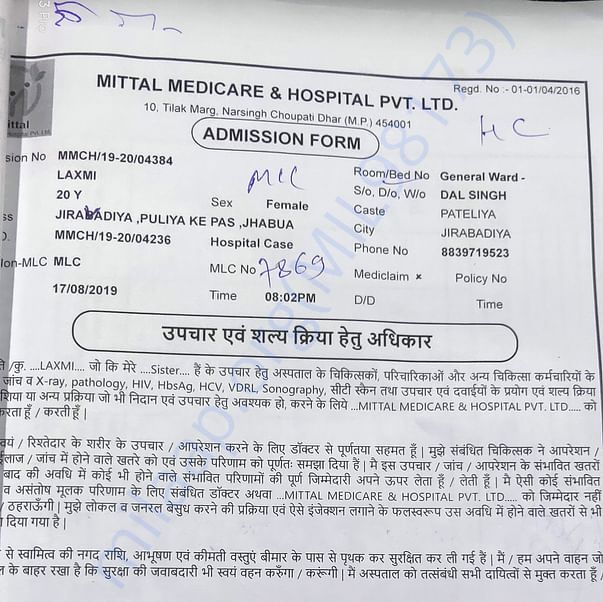 MITTAL MEDICARE & HOSPITAL PVT. LTD.
Regd. No :- 01-01/04/2016
10, Tilak Marg, Narsingh Choupati Dhar (M.P.) 454001
ittal
HC
ADMISSION FORM
sion No MMCH/19-20/04384
MLC
Room/Bed No General Ward -
LAXMI
S/o, D/o, W/o DAL SINGH
20 Y Sex Female
Caste PATELIYA
ss JIRABADIYA ,PULIYA KE PAS ,JHABUA
City JIRABADIYA
D. MMCH/19-20/04236 Hospital Case
Phone No 8839719523
ion-MLC MLC MLC No 7869
Mediclaim × Policy No
17/08/2019 Time 08:02PM
D/D Time
उपचार एवं शल्य क्रिया हेतु अधिकार
/कु. ....LAXMI.... जो कि मेरे ....Sister.... हैं के उपचार हेतु अस्पताल के चिकित्सकों, परिचारिकाओं और अन्य चिकित्सा कर्मचारियों के
जांच व X-ray, pathology, HIV, HbsAg, HCV, VDRL, Sonography, सीटी स्कैन तथा उपचार एवं दवाईयों के प्रयोग एवं शल्य क्रिया
शिया या अन्य प्रक्रिया जो भी निदान एवं उपचार हेतु अवश्यक हो, करने के लिये ...MITTAL MEDICARE & HOSPITAL PVT. LTD..... को
करता हूँ / करती हूँ |
वयं / रिश्तेदार के शरीर के उपचार / आपरेशन करने के लिए डॉक्टर से पूर्णतया सहमत हूँ | मुझे संबंधित चिकित्सक ने आपरेशन /
ईलाज / जांच में होने वाले खतरे को एवं उसके परिणाम को पूर्णतः समझा दिया हैं | मै इस उपचार / जांच / आपरेशन के संभावित खतरों
बाद की अवधि में कोई भी होने वाले संभावित परिणामों की पूर्ण जिम्मेदारी अपने ऊपर लेता हूँ / लेती हूँ | मै ऐसी कोई संभावित
व असंतोष मूलक परिणाम के लिए संबंधित डॉक्टर अथवा ...MITTAL MEDICARE & HOSPITAL PVT. LTD..... को जिम्मेदार नहीं
/ ठहराऊँगी | मुझे लोकल व जनरल बेसुध करने की प्रक्रिया एवं ऐसे इंजेक्शन लगाने के फलस्वरूप उस अवधि में होने वाले खतरों से भी
दिया गया है |
से स्वामित्व की नगद राशि, आभूषण एवं कीमती वस्तुएं बीमार के पास से पृथक कर सुरक्षित कर ली गई हैं | मैं / हम अपने वाहन जो
ल के बाहर रखा है कि सुरक्षा की जवाबदारी भी स्वयं वहन करुँगा / करूंगी | मै अस्पताल को तत्संबंधी सभी दायित्वों से मुक्त करता हूँ /